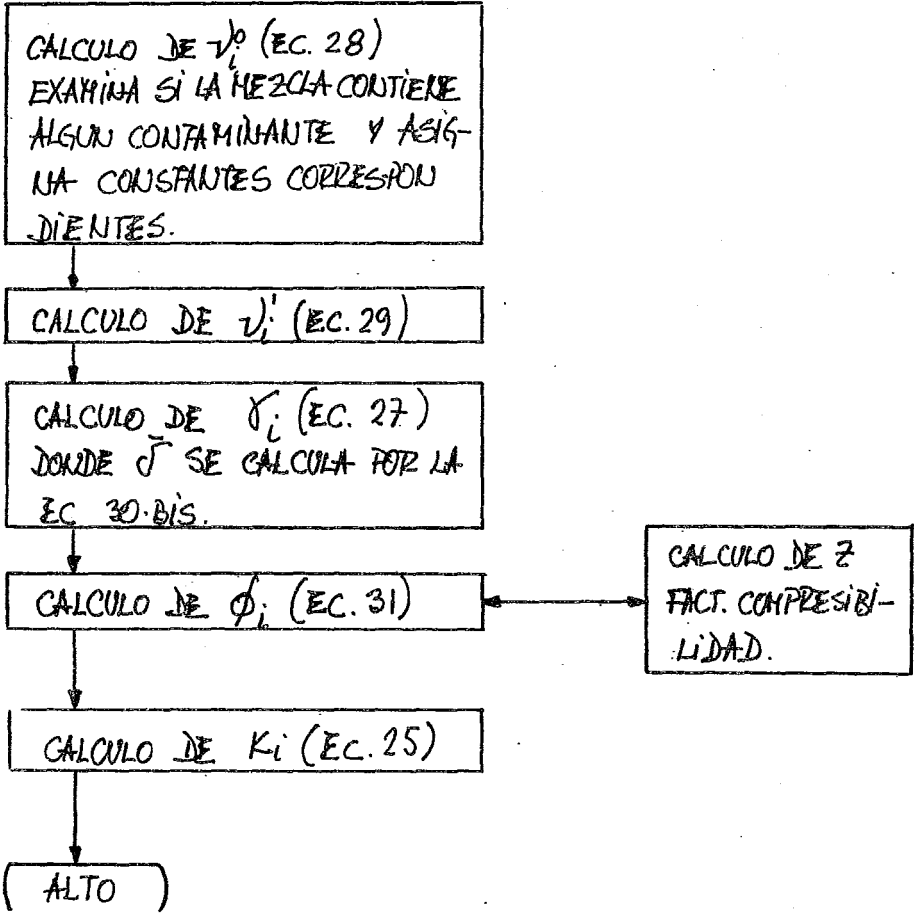 CALCULO DE νi° (EC. 28)
EXAMINA SI LA MEZCLA CONTIENE
ALGUN CONTAMINANTE Y ASIG-
NA CONSTANTES CORRESPON
DIENTES.
CALCULO DE νi' (EC. 29)
CALCULO DE γi (EC. 27)
DONDE δ̄ SE CALCULA POR LA
EC 30.BIS.
CALCULO DE φi (EC. 31)
CALCULO DE Z
FACT. COMPRESIBI-
LIDAD.
CALCULO DE Ki (EC. 25)
ALTO